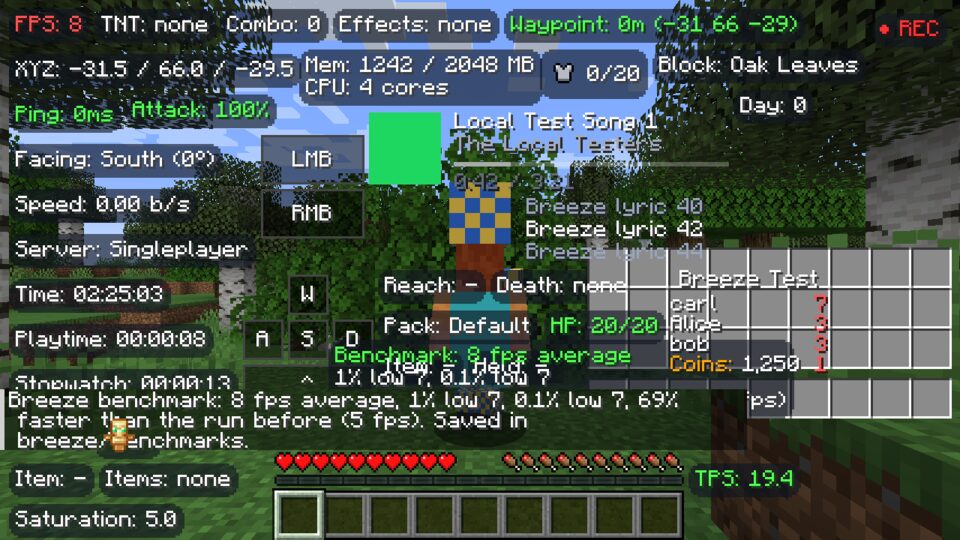 FPS: 8 TNT: none Combo: 0 Effects: none Waypoint: 0m (-31 66 -29) REC
XYZ: -31.5 / 66.0 / -29.5
Mem: 1242 / 2048 MB
CPU: 4 cores
0/20
Block: Oak Leaves
Ping: 0ms Attack: 100%
Day: 0
Local Test Song 1
The Local Testers
0:42 3:21
Facing: South (0°)
LMB
Speed: 0.00 b/s
RMB
Breeze lyric 40
Breeze lyric 42
Breeze lyric 44
Server: Singleplayer
Breeze Test
carl 7
Alice 3
bob 3
Coins: 1,250 1
Time: 02:25:03
W
Reach: - Death: none
Playtime: 00:00:08
A S D
Pack: Default HP: 20/20
Benchmark: 8 fps average
1% low 7, 0.1% low 7
Item: - Held
Stopwatch: 00:00:13
Breeze benchmark: 8 fps average, 1% low 7, 0.1% low 7, 69%
faster than the run before (5 fps). Saved in
breeze/benchmarks.
fps)
Item: - Items: none
TPS: 19.4
Saturation: 5.0